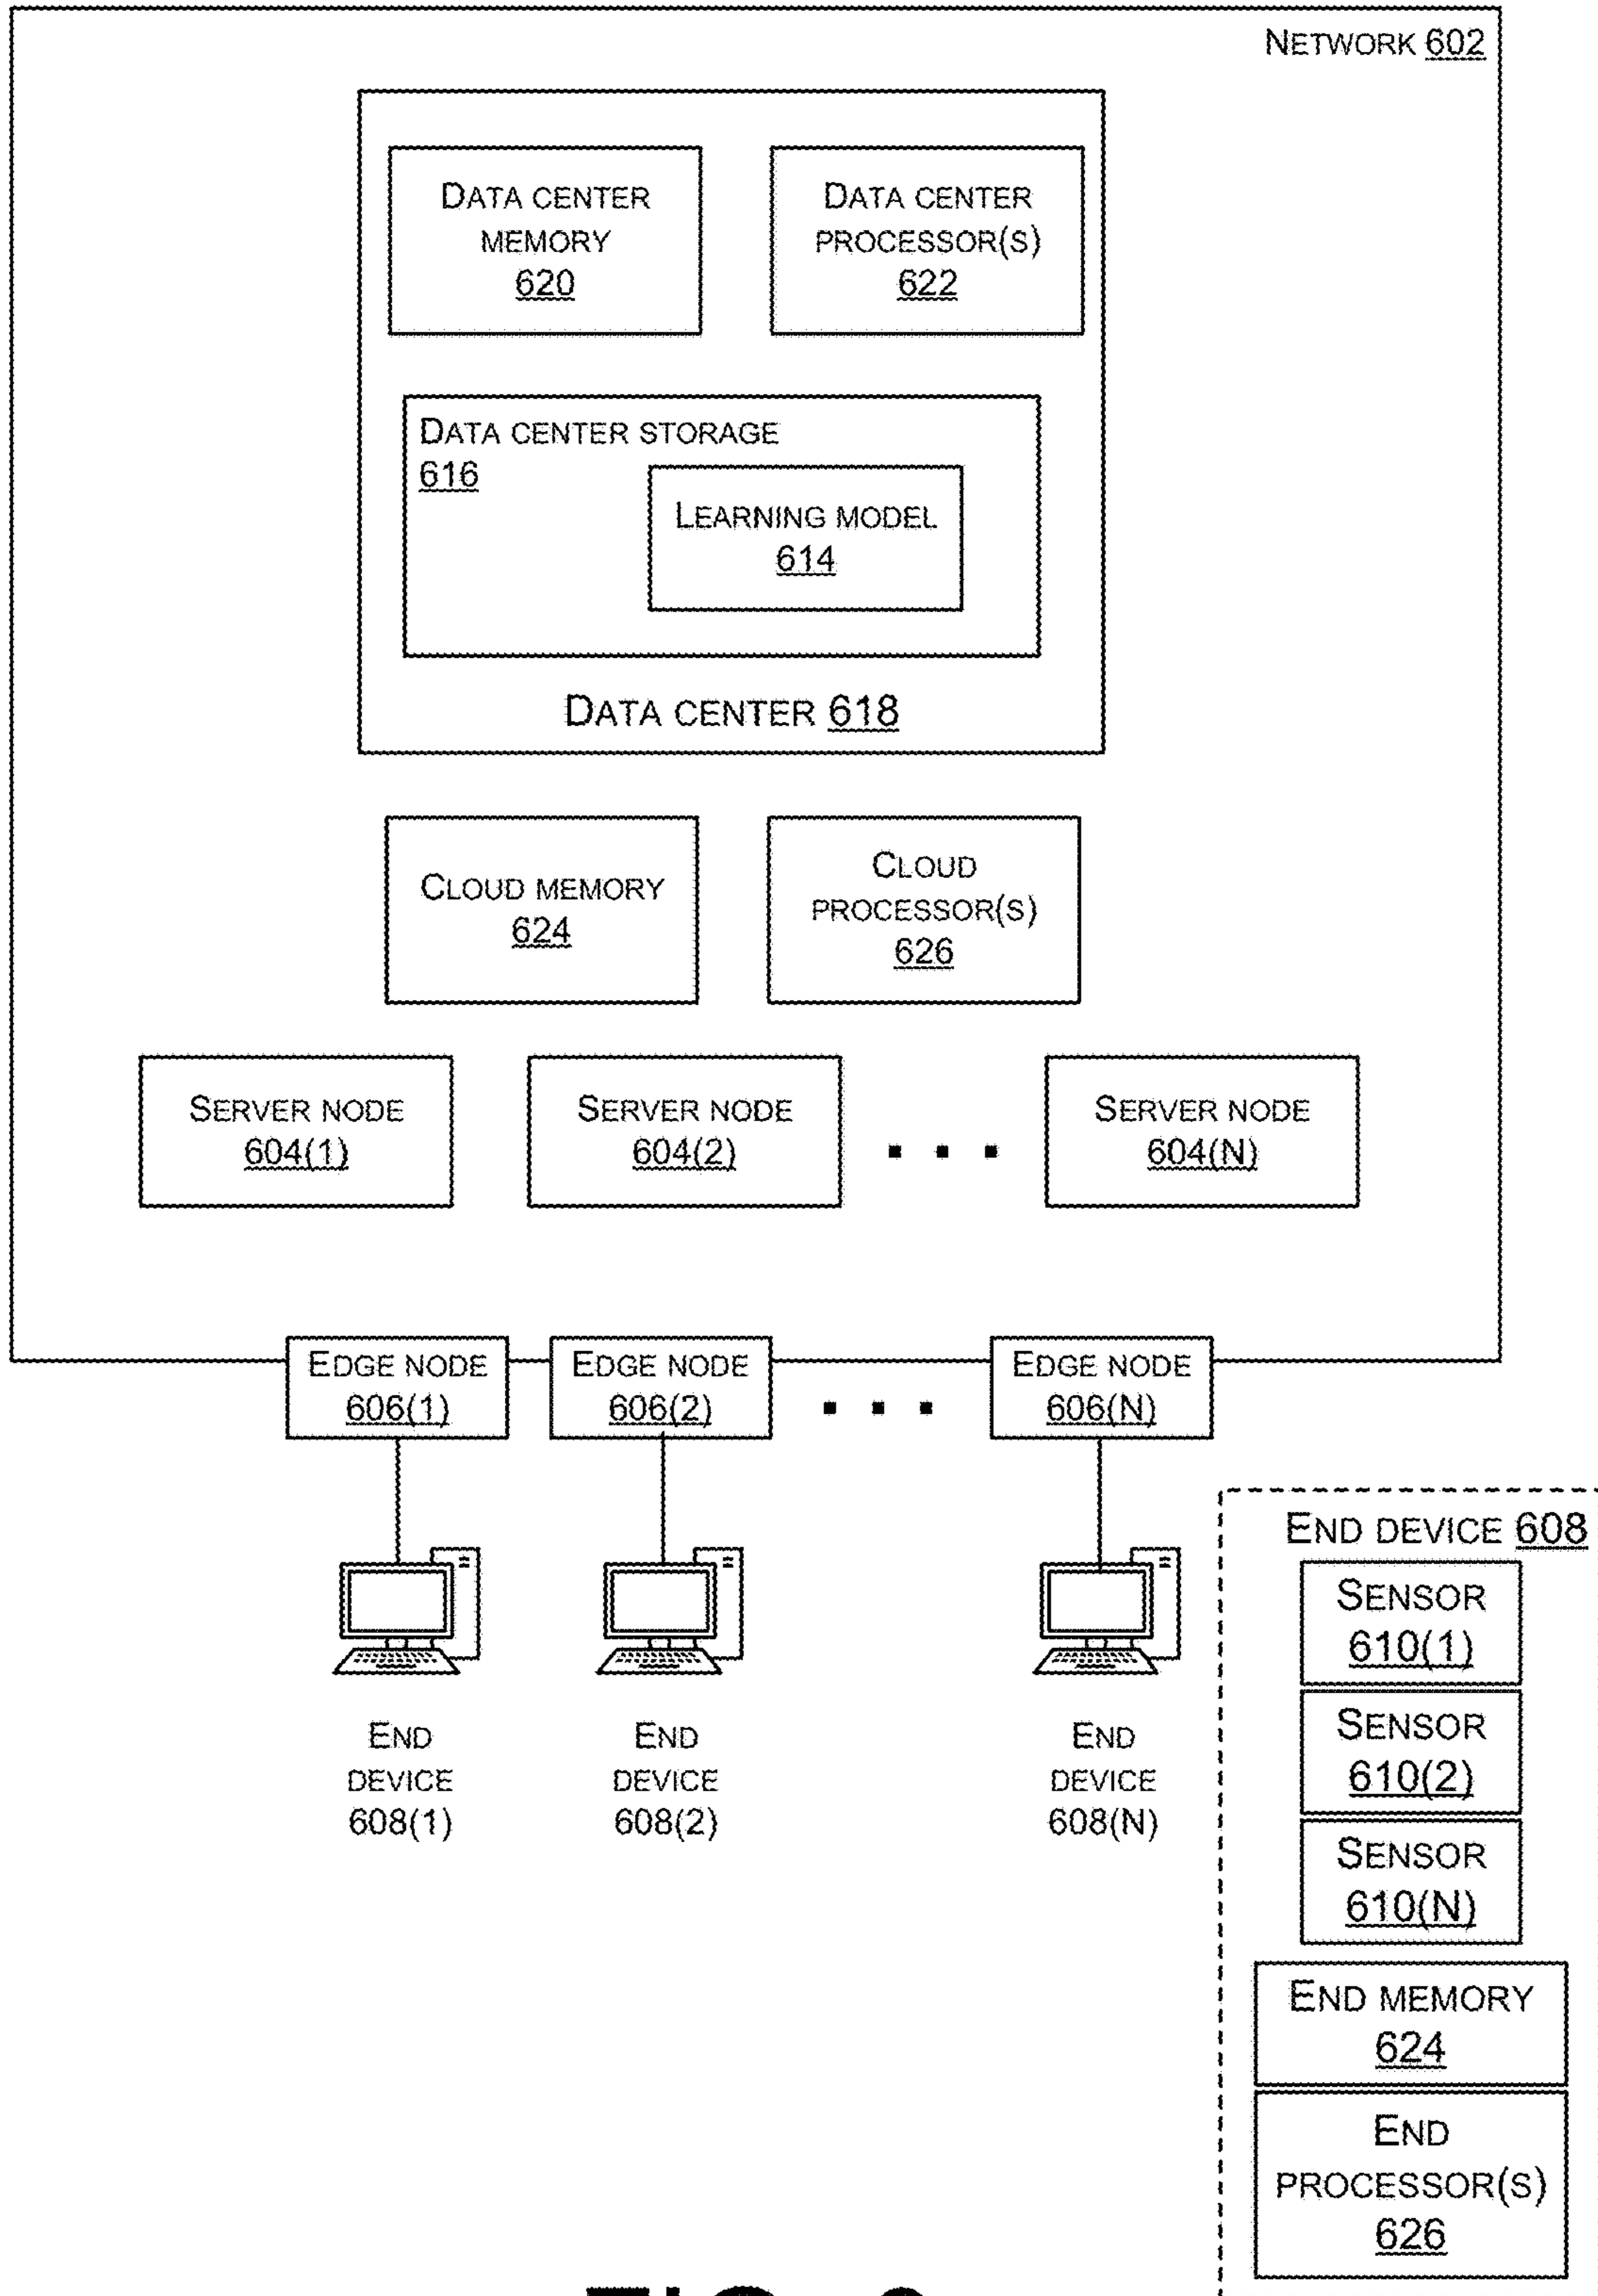 NETWORK 602
DATA CENTER
MEMORY
620
DATA CENTER
PROCESSOR(S)
622
DATA CENTER STORAGE
616
LEARNING MODEL
614
DATA CENTER 618
CLOUD MEMORY
624
CLOUD
PROCESSOR(S)
626
SERVER NODE
604(1)
SERVER NODE
604(2)
. . .
SERVER NODE
604(N)
EDGE NODE
606(1)
EDGE NODE
606(2)
. . .
EDGE NODE
606(N)
END
DEVICE
608(1)
END
DEVICE
608(2)
END
DEVICE
608(N)
END DEVICE 608
SENSOR
610(1)
SENSOR
610(2)
SENSOR
610(N)
END MEMORY
624
END
PROCESSOR(S)
626